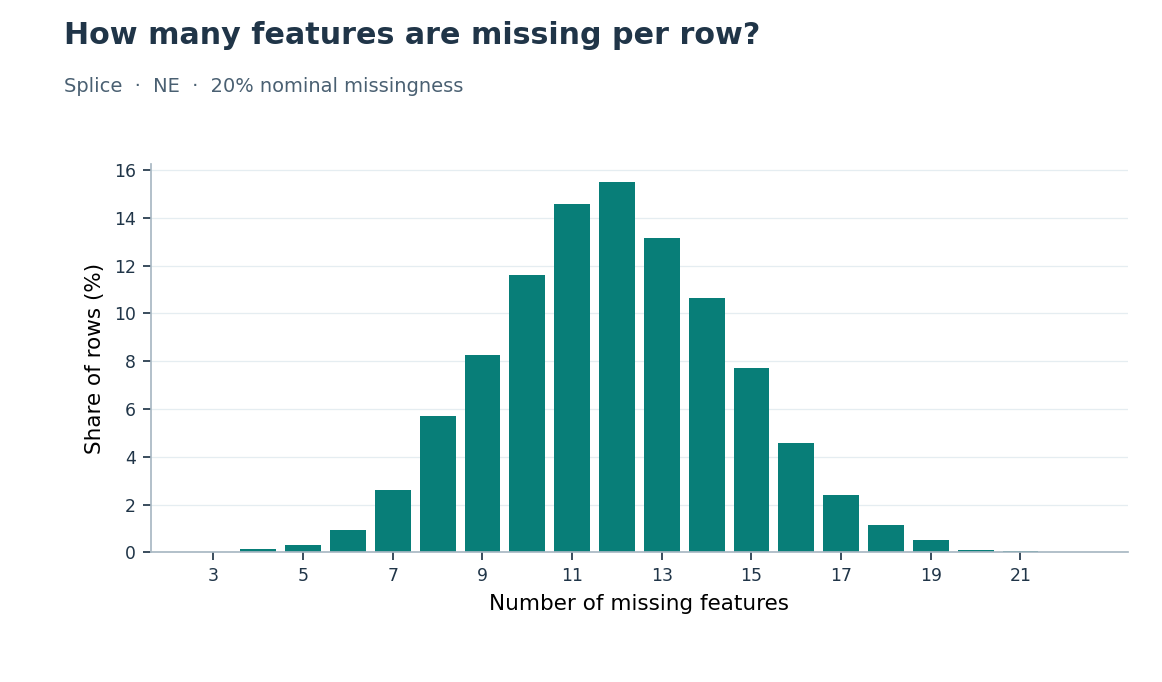 How many features are missing per row?
Splice · NE · 20% nominal missingness
16
14
12
10
8
6
4
2
0
Share of rows (%)
3 5 7 9 11 13 15 17 19 21
Number of missing features